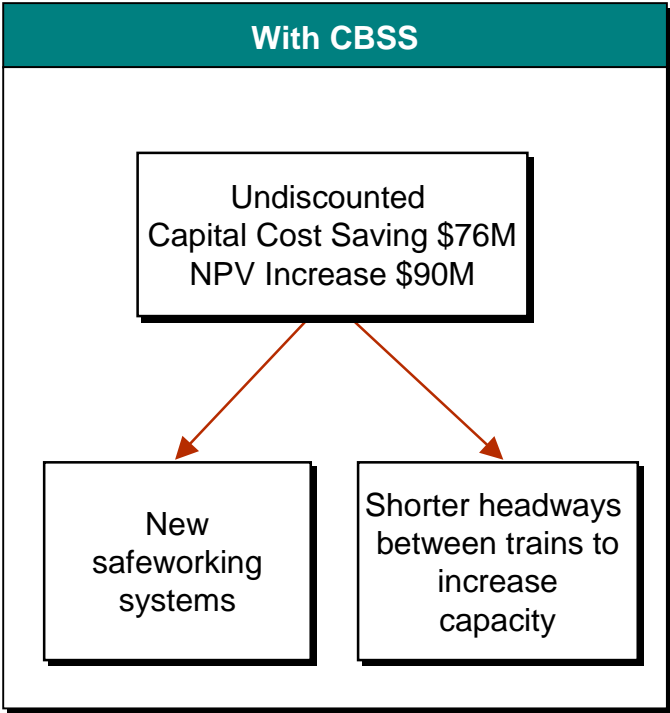 With CBSS
Undiscounted
Capital Cost Saving $76M
NPV Increase $90M
New
safeworking
systems
Shorter headways
between trains to
increase
capacity